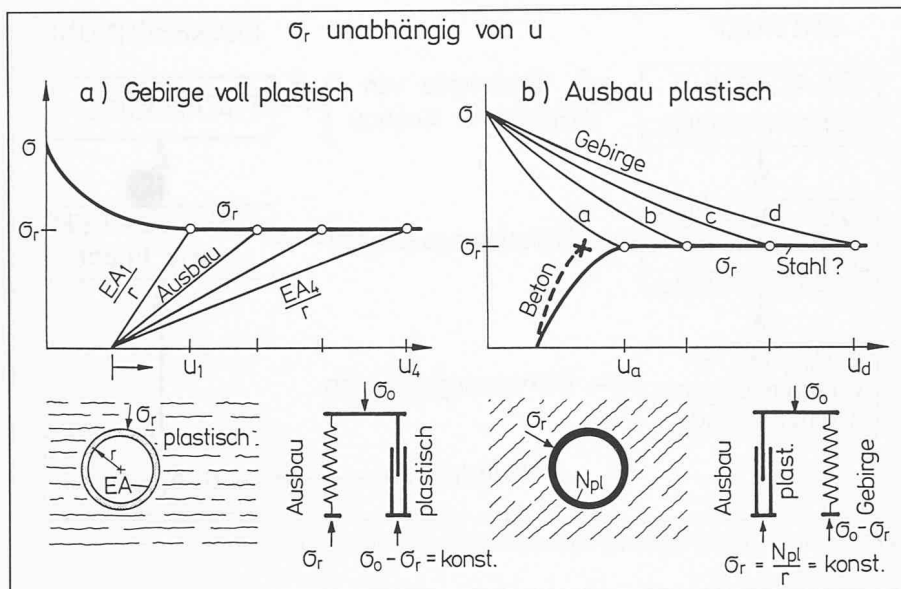 σr unabhängig von u
a) Gebirge voll plastisch
σ
σr
σr
EA1/r
Ausbau
EA4/r
u1
u4
σr
plastisch
r
EA
σo
Ausbau
plastisch
σr
σo-σr = konst.
b) Ausbau plastisch
σ
Gebirge
a
b
c
d
σr
σr
Stahl?
Beton
ua
ud
σr
Npl
σo
Ausbau
plast.
Gebirge
σo-σr
σr = Npl/r = konst.